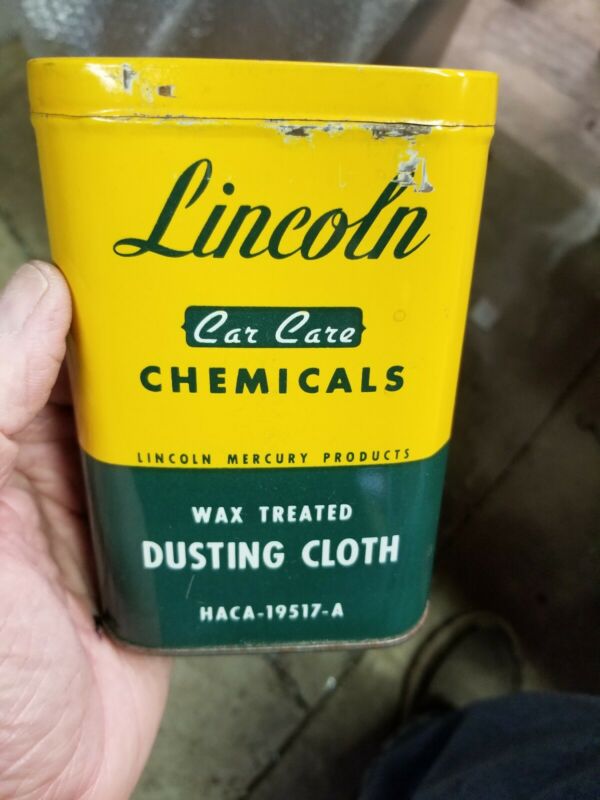 Lincoln
Car Care
CHEMICALS
LINCOLN MERCURY PRODUCTS
WAX TREATED
DUSTING CLOTH
HACA-19517-A